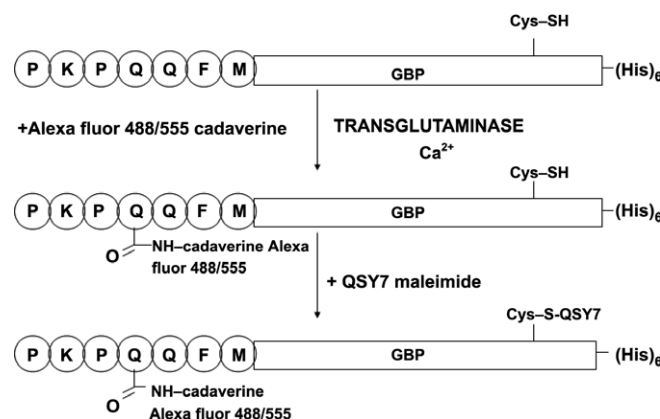 Cys–SH
P K P Q Q F M GBP (His)6
+Alexa fluor 488/555 cadaverine
TRANSGLUTAMINASE
Ca2+
Cys–SH
P K P Q Q F M GBP (His)6
O NH–cadaverine Alexa
fluor 488/555
+ QSY7 maleimide
Cys–S-QSY7
P K P Q Q F M GBP (His)6
O NH–cadaverine
Alexa fluor 488/555